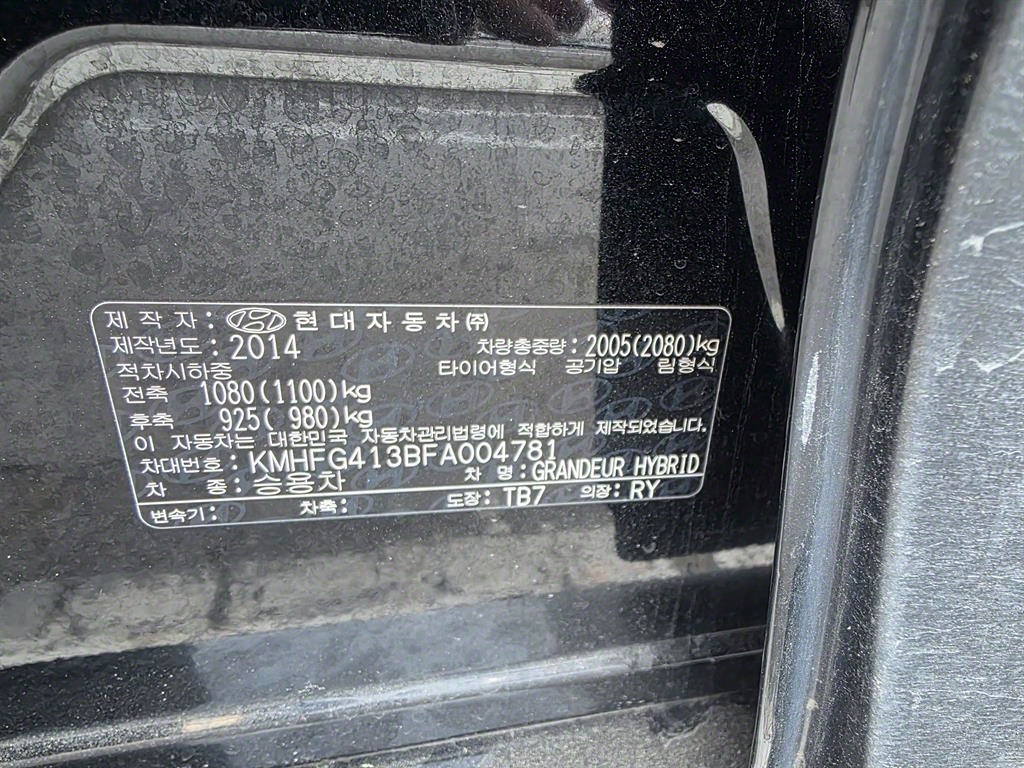 제 작 자 : 현대자동차㈜
제작년도 : 2014 차량총중량 : 2005(2080)kg
적차시하중 타이어형식 공기압 림형식
전축 1080(1100)kg
후축 925( 980)kg
이 자동차는 대한민국 자동차관리법령에 적합하게 제작되었습니다.
차대번호 : KMHFG413BFA004781 차 명 : GRANDEUR HYBRID
차 종 : 승용차
변속기 : 차축 : 도장 : TB7 의장 : RY